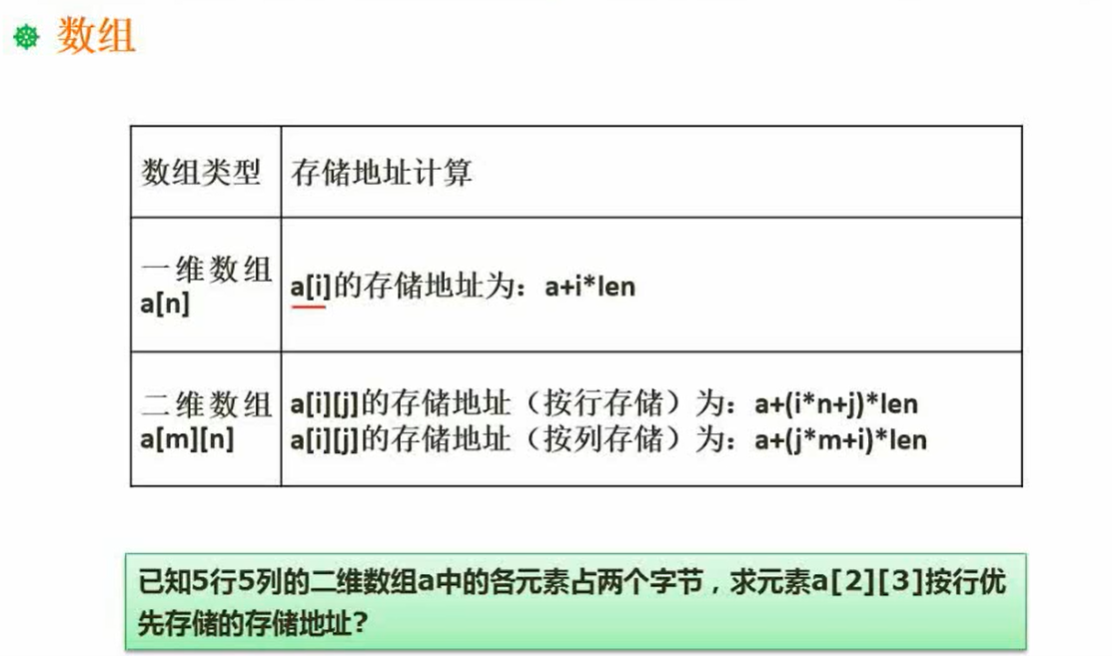 数组
数组类型 存储地址计算
一维数组
a[n]
a[i]的存储地址为：a+i*len
二维数组
a[m][n]
a[i][j]的存储地址（按行存储）为：a+(i*n+j)*len
a[i][j]的存储地址（按列存储）为：a+(j*m+i)*len
已知5行5列的二维数组a中的各元素占两个字节，求元素a[2][3]按行优
先存储的存储地址?